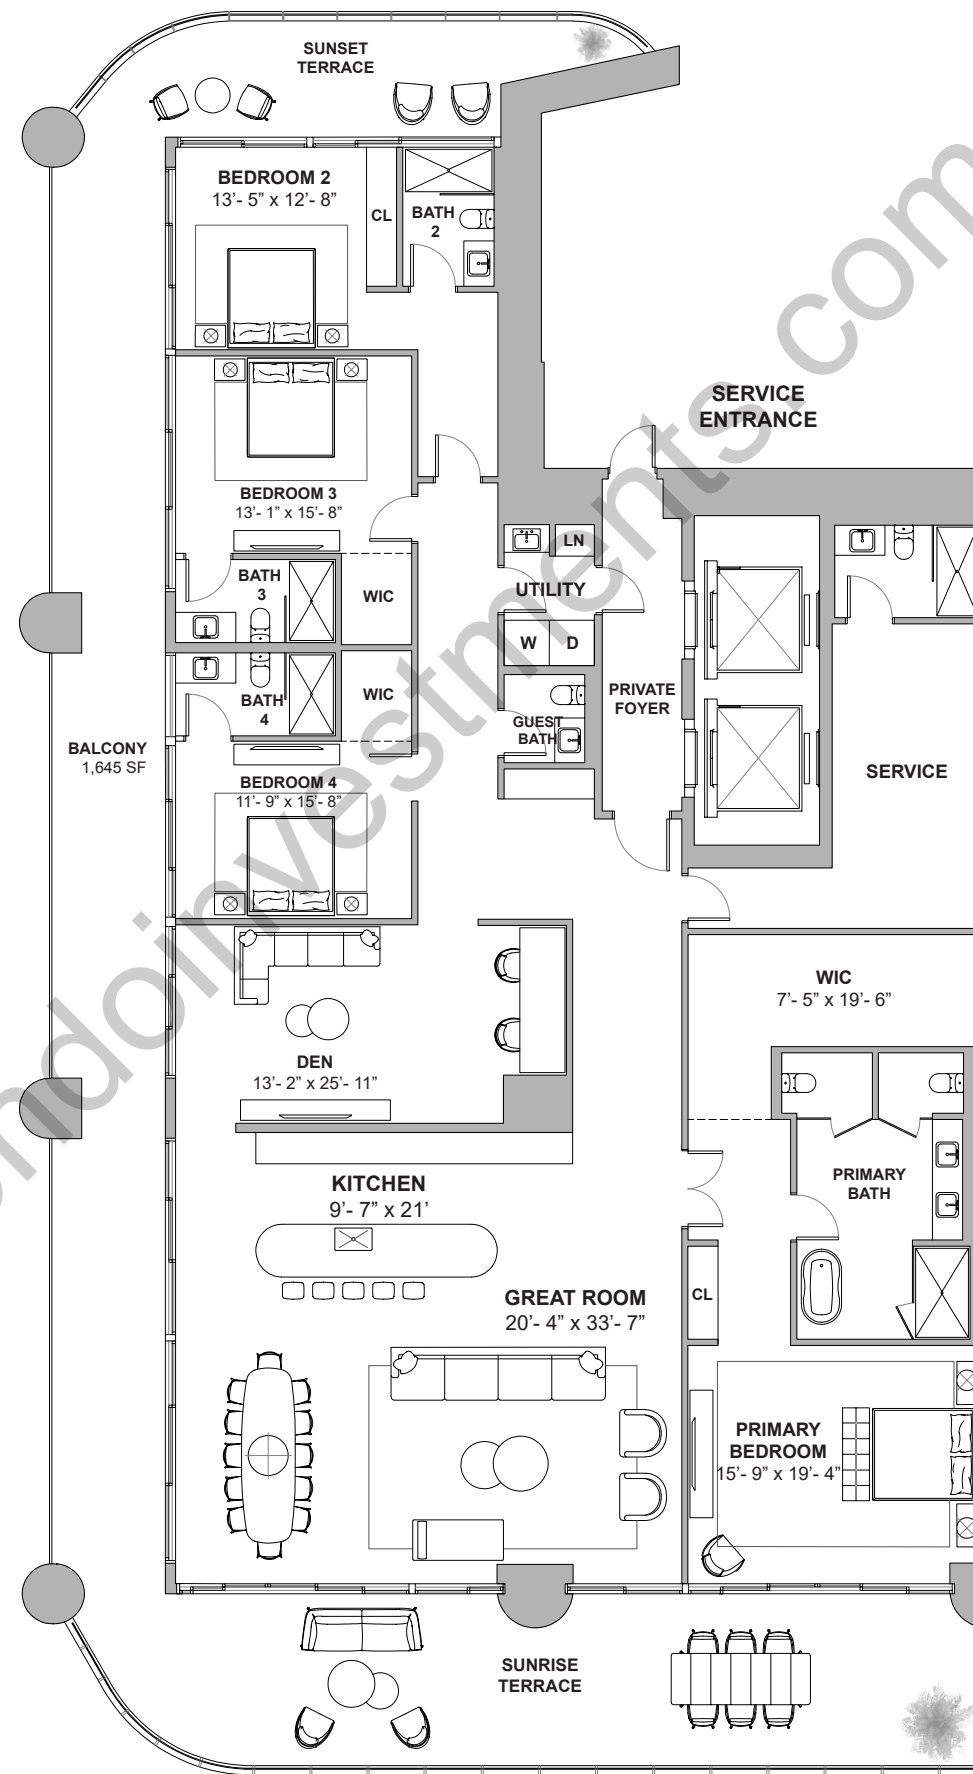 SUNSET
TERRACE
BEDROOM 2
13'- 5” x 12'- 8”
CL
BATH
2
SERVICE
ENTRANCE
BEDROOM 3
13'- 1” x 15'- 8”
LN
BATH
3
WIC
UTILITY
W
D
WIC
PRIVATE
FOYER
BATH
4
GUEST
BATH
BALCONY
1,645 SF
SERVICE
BEDROOM 4
11'- 9” x 15'- 8”
WIC
7'- 5” x 19'- 6”
DEN
13'- 2” x 25'- 11”
KITCHEN
9'- 7” x 21'
PRIMARY
BATH
CL
GREAT ROOM
20'- 4” x 33'- 7”
PRIMARY
BEDROOM
15'- 9” x 19'- 4”
SUNRISE
TERRACE
ndoinvestments.com